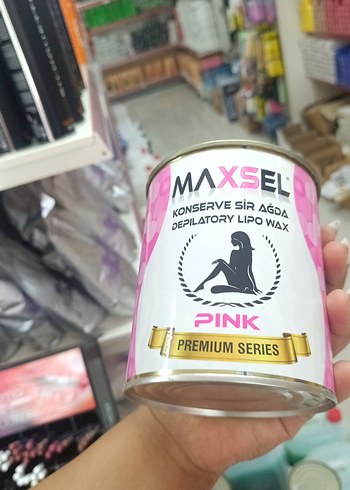 MAXSEL®
KONSERVE SİR AĞDA
DEPILATORY LIPO WAX
PINK
PREMIUM SERIES